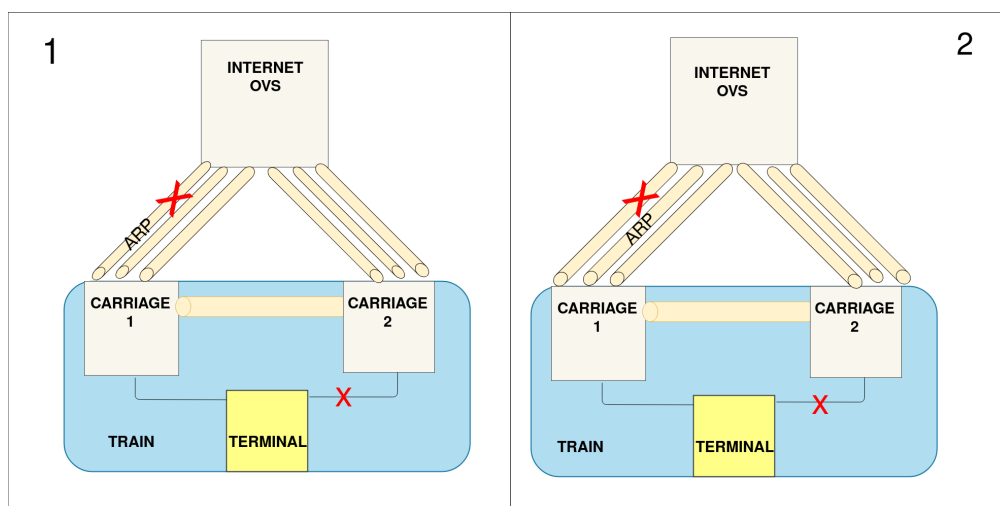 1
INTERNET
OVS
ARP
CARRIAGE
1
CARRIAGE
2
X
TRAIN
TERMINAL
2
INTERNET
OVS
ARP
CARRIAGE
1
CARRIAGE
2
X
TRAIN
TERMINAL